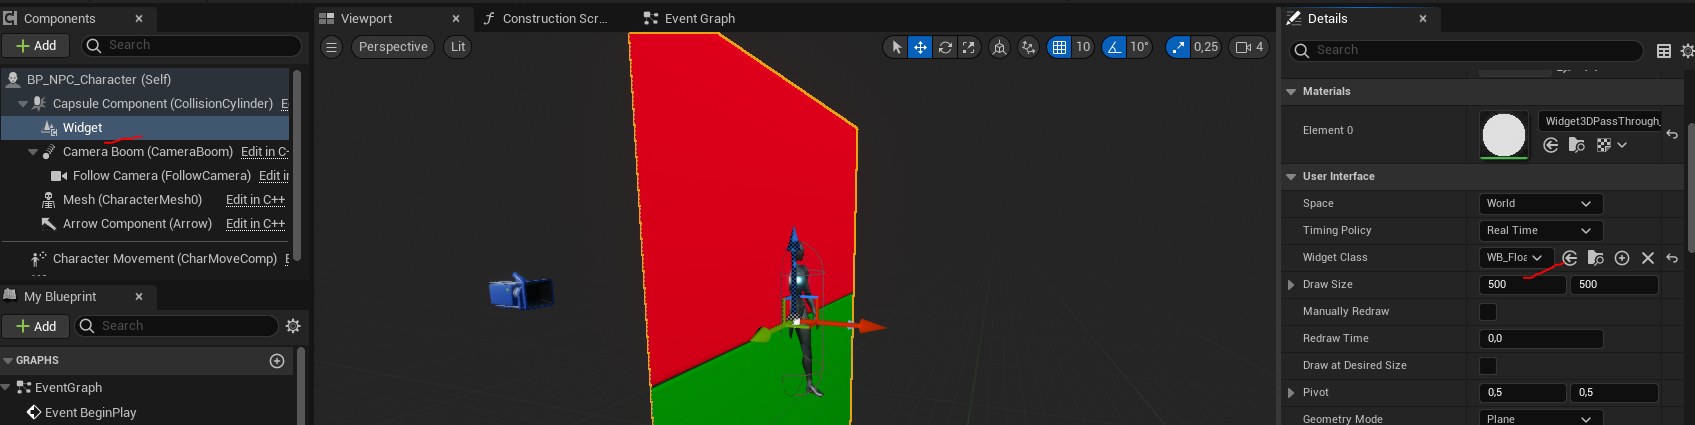 Components
Add
Search
BP_NPC_Character (Self)
Capsule Component (CollisionCylinder)
Widget
Camera Boom (CameraBoom) Edit in C
Follow Camera (FollowCamera) Edit
Mesh (CharacterMesh0) Edit in C++
Arrow Component (Arrow) Edit in C++
Character Movement (CharMoveComp)
My Blueprint
Add
Search
GRAPHS
EventGraph
Event BeginPlay
Viewport
Construction Scr...
Event Graph
Perspective
Lit
10
10°
0,25
4
Details
Search
Materials
Element 0
Widget3DPassThrough_
User Interface
Space World
Timing Policy Real Time
Widget Class WB_Floa
Draw Size 500 500
Manually Redraw
Redraw Time 0,0
Draw at Desired Size
Pivot 0,5 0,5
Geometry Mode Plane